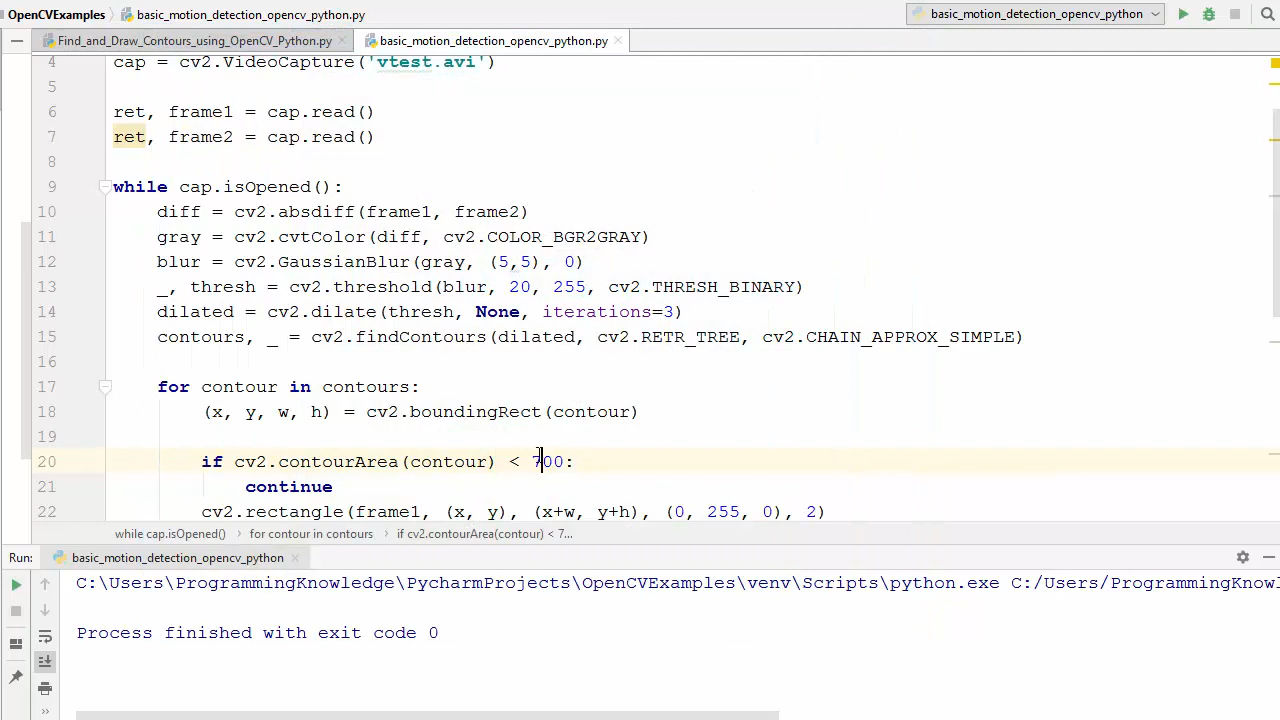 OpenCVExamples basic_motion_detection_opencv_python.py basic_motion_detection_opencv_python
Find_and_Draw_Contours_using_OpenCV_Python.py basic_motion_detection_opencv_python.py
4 cap = cv2.VideoCapture('vtest.avi')
5
6 ret, frame1 = cap.read()
7 ret, frame2 = cap.read()
8
9 while cap.isOpened():
10 diff = cv2.absdiff(frame1, frame2)
11 gray = cv2.cvtColor(diff, cv2.COLOR_BGR2GRAY)
12 blur = cv2.GaussianBlur(gray, (5,5), 0)
13 _, thresh = cv2.threshold(blur, 20, 255, cv2.THRESH_BINARY)
14 dilated = cv2.dilate(thresh, None, iterations=3)
15 contours, _ = cv2.findContours(dilated, cv2.RETR_TREE, cv2.CHAIN_APPROX_SIMPLE)
16
17 for contour in contours:
18 (x, y, w, h) = cv2.boundingRect(contour)
19
20 if cv2.contourArea(contour) < 700:
21 continue
22 cv2.rectangle(frame1, (x, y), (x+w, y+h), (0, 255, 0), 2)
while cap.isOpened() for contour in contours if cv2.contourArea(contour) < 7...
Run: basic_motion_detection_opencv_python
C:\Users\ProgrammingKnowledge\PycharmProjects\OpenCVExamples\venv\Scripts\python.exe C:/Users/ProgrammingKnow
Process finished with exit code 0